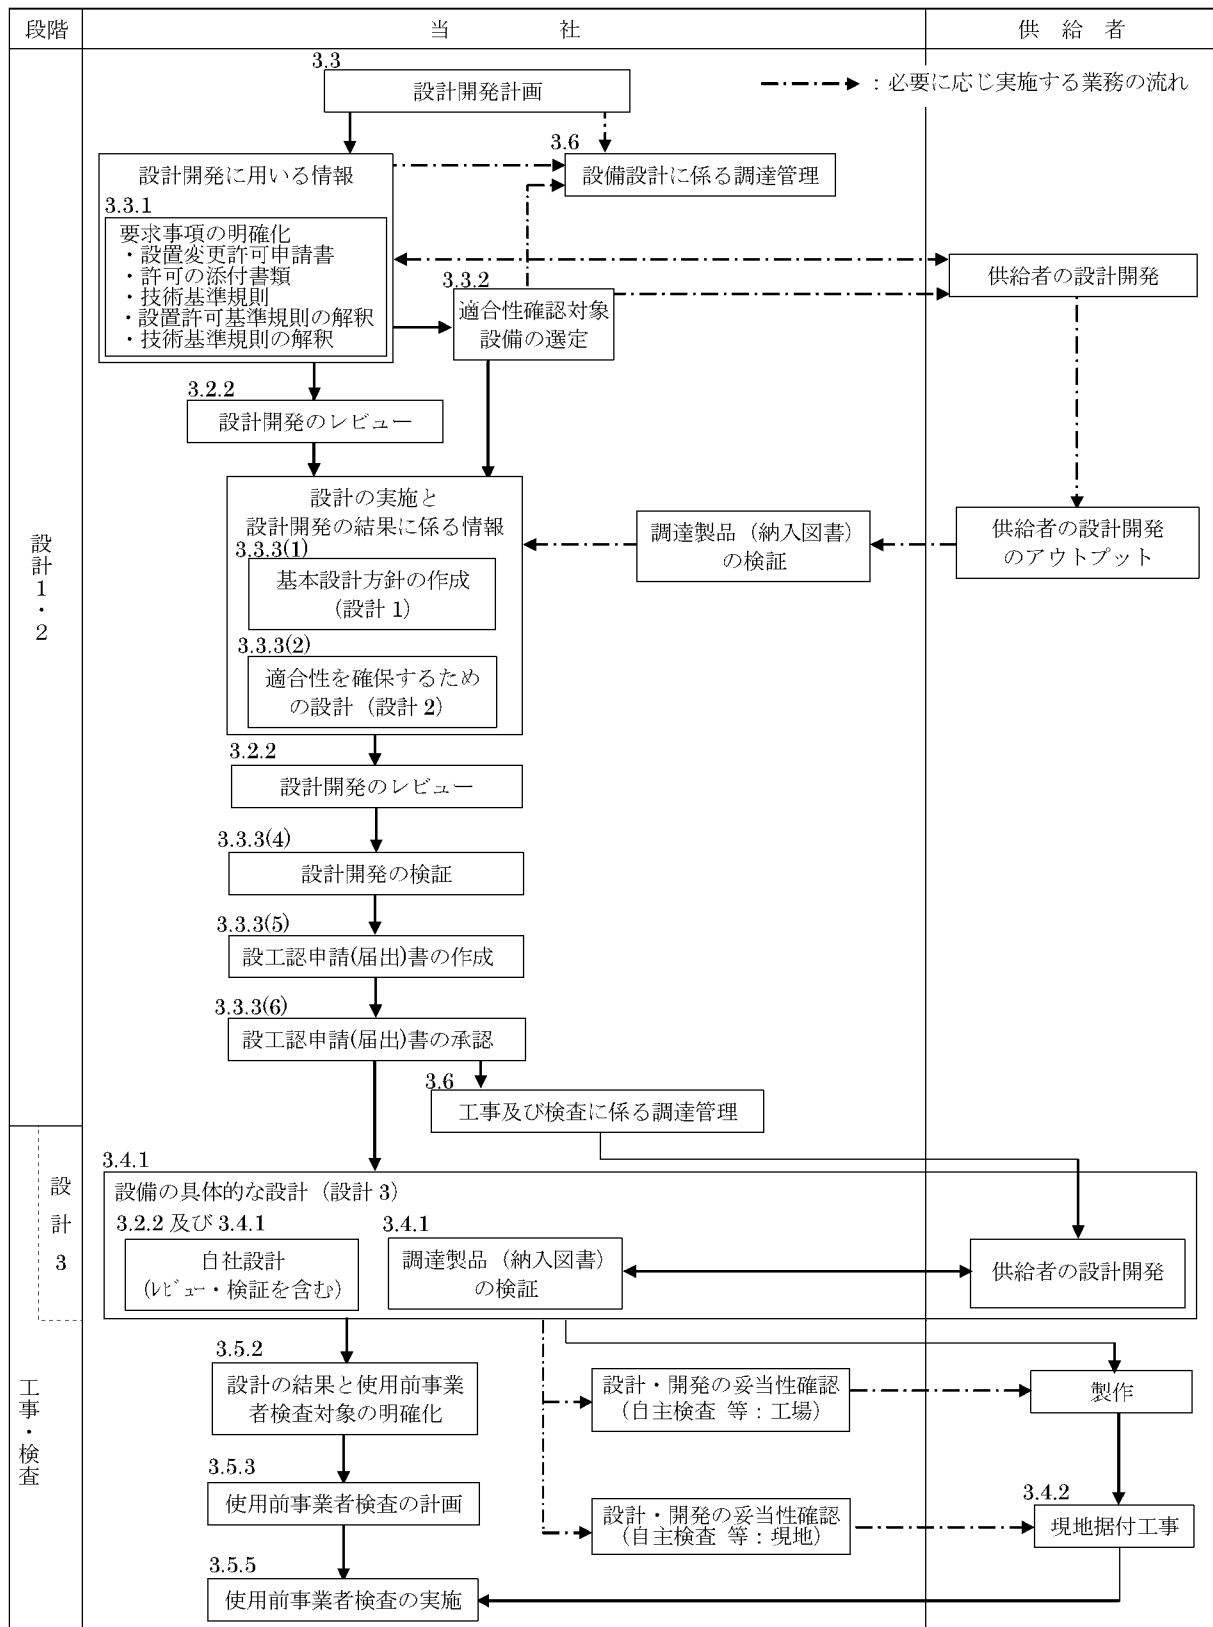 段階
当　　　　社
供　給　者
3.3
設計開発計画
：必要に応じ実施する業務の流れ
3.6
設備設計に係る調達管理
設計開発に用いる情報
3.3.1
要求事項の明確化
・設置変更許可申請書
・許可の添付書類
・技術基準規則
・設置許可基準規則の解釈
・技術基準規則の解釈
3.3.2
適合性確認対象
設備の選定
供給者の設計開発
3.2.2
設計開発のレビュー
設計の実施と
設計開発の結果に係る情報
3.3.3(1)
基本設計方針の作成
（設計 1）
3.3.3(2)
適合性を確保するため
の設計（設計 2）
調達製品（納入図書）
の検証
供給者の設計開発
のアウトプット
設計1・2
3.2.2
設計開発のレビュー
3.3.3(4)
設計開発の検証
3.3.3(5)
設工認申請(届出)書の作成
3.3.3(6)
設工認申請(届出)書の承認
3.6
工事及び検査に係る調達管理
設計3
3.4.1
設備の具体的な設計（設計 3）
3.2.2 及び 3.4.1
自社設計
（ﾚﾋﾞｭｰ・検証を含む）
3.4.1
調達製品（納入図書）
の検証
供給者の設計開発
工事・検査
3.5.2
設計の結果と使用前事業
者検査対象の明確化
設計・開発の妥当性確認
（自主検査 等：工場）
製作
3.5.3
使用前事業者検査の計画
設計・開発の妥当性確認
（自主検査 等：現地）
3.4.2
現地据付工事
3.5.5
使用前事業者検査の実施